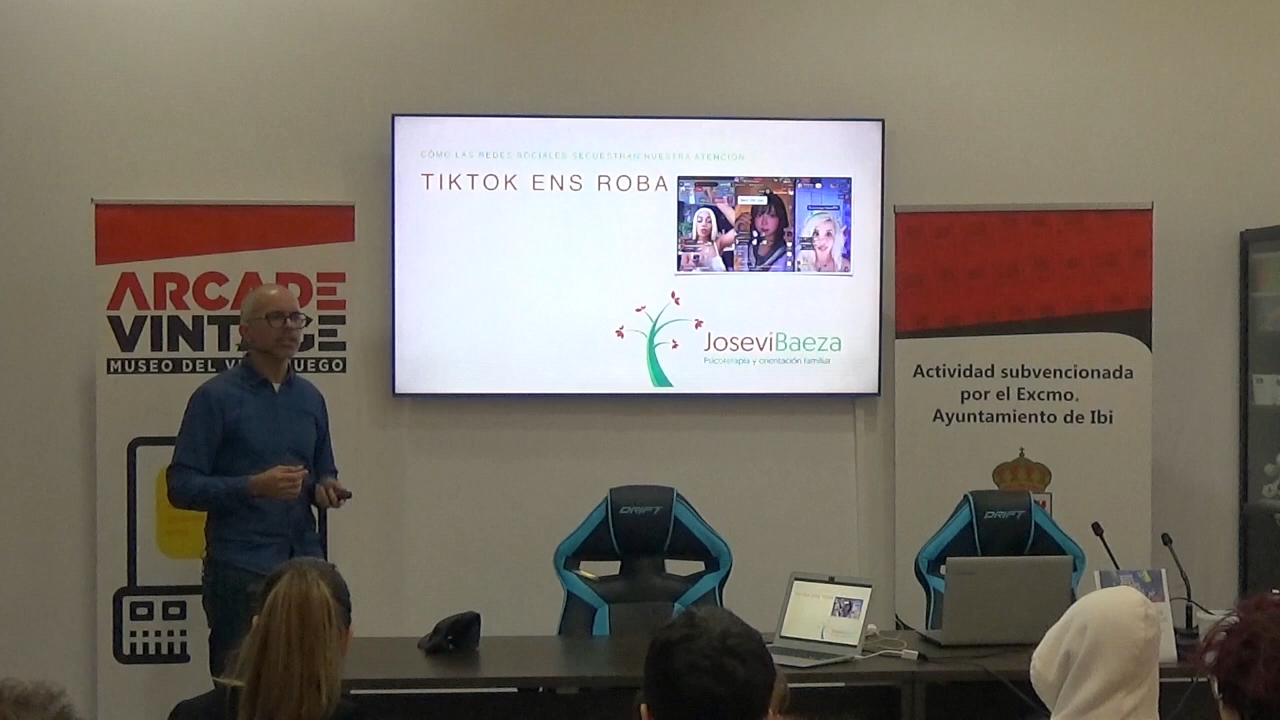 CÓMO LAS REDES SOCIALES SECUESTRAN NUESTRA ATENCIÓN
TIKTOK ENS ROBA
JoseviBaeza
Psicoterapia y orientación familiar
ARCADE
VINTAGE
MUSEO DEL V JUEGO
Actividad subvencionada
por el Excmo.
Ayuntamiento de Ibi
DRIFT
DRIFT